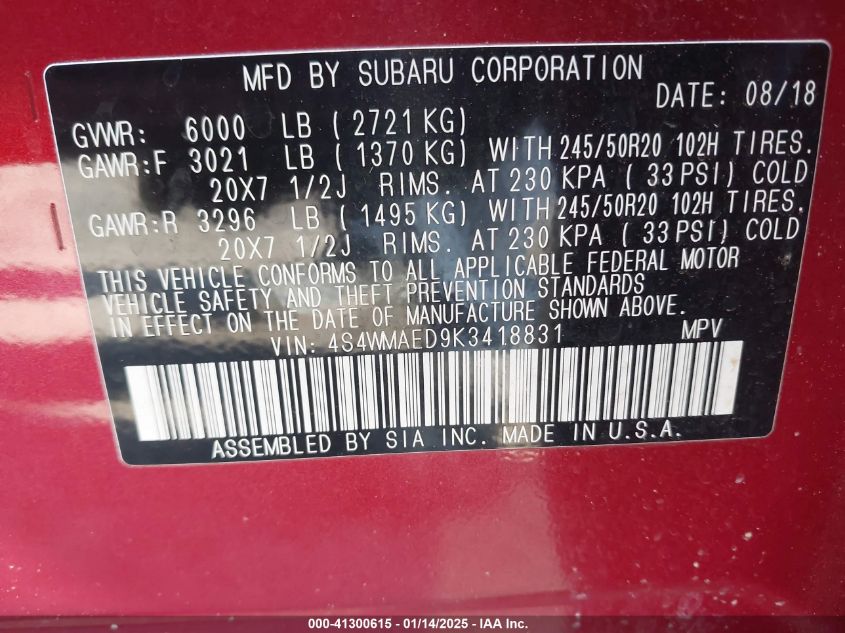 MFD BY SUBARU CORPORATION
DATE: 08/18
GVWR: 6000 LB (2721 KG)
GAWR:F 3021 LB (1370 KG) WITH 245/50R20 102H TIRES.
20X7 1/2J RIMS. AT 230 KPA (33 PSI) COLD
GAWR:R 3296 LB (1495 KG) WITH 245/50R20 102H TIRES.
20X7 1/2J RIMS. AT 230 KPA (33 PSI) COLD
THIS VEHICLE CONFORMS TO ALL APPLICABLE FEDERAL MOTOR
VEHICLE SAFETY AND THEFT PREVENTION STANDARDS
IN EFFECT ON THE DATE OF MANUFACTURE SHOWN ABOVE.
VIN: 4S4WMAED9K3418831 MPV
ASSEMBLED BY SIA INC. MADE IN U.S.A.
000-41300615 - 01/14/2025 - IAA Inc.